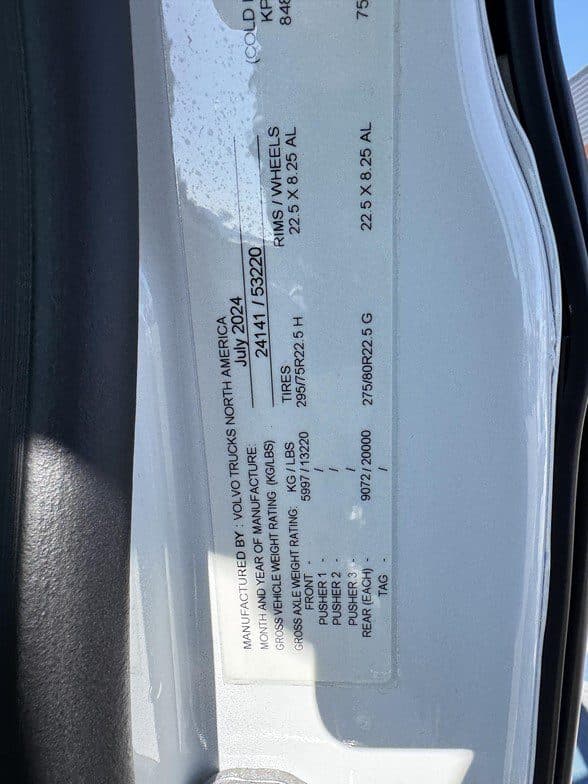 MANUFACTURED BY : VOLVO TRUCKS NORTH AMERICA
MONTH AND YEAR OF MANUFACTURE: July 2024
GROSS VEHICLE WEIGHT RATING (KG/LBS) 24141 / 53220
GROSS AXLE WEIGHT RATING: KG / LBS TIRES RIMS / WHEELS (COLD
FRONT - 5997 / 13220 295/75R22.5 H 22.5 X 8.25 AL 848
PUSHER 1 - /
PUSHER 2 - /
PUSHER 3 - /
REAR (EACH) - 9072 / 20000 275/80R22.5 G 22.5 X 8.25 AL 75
TAG - /